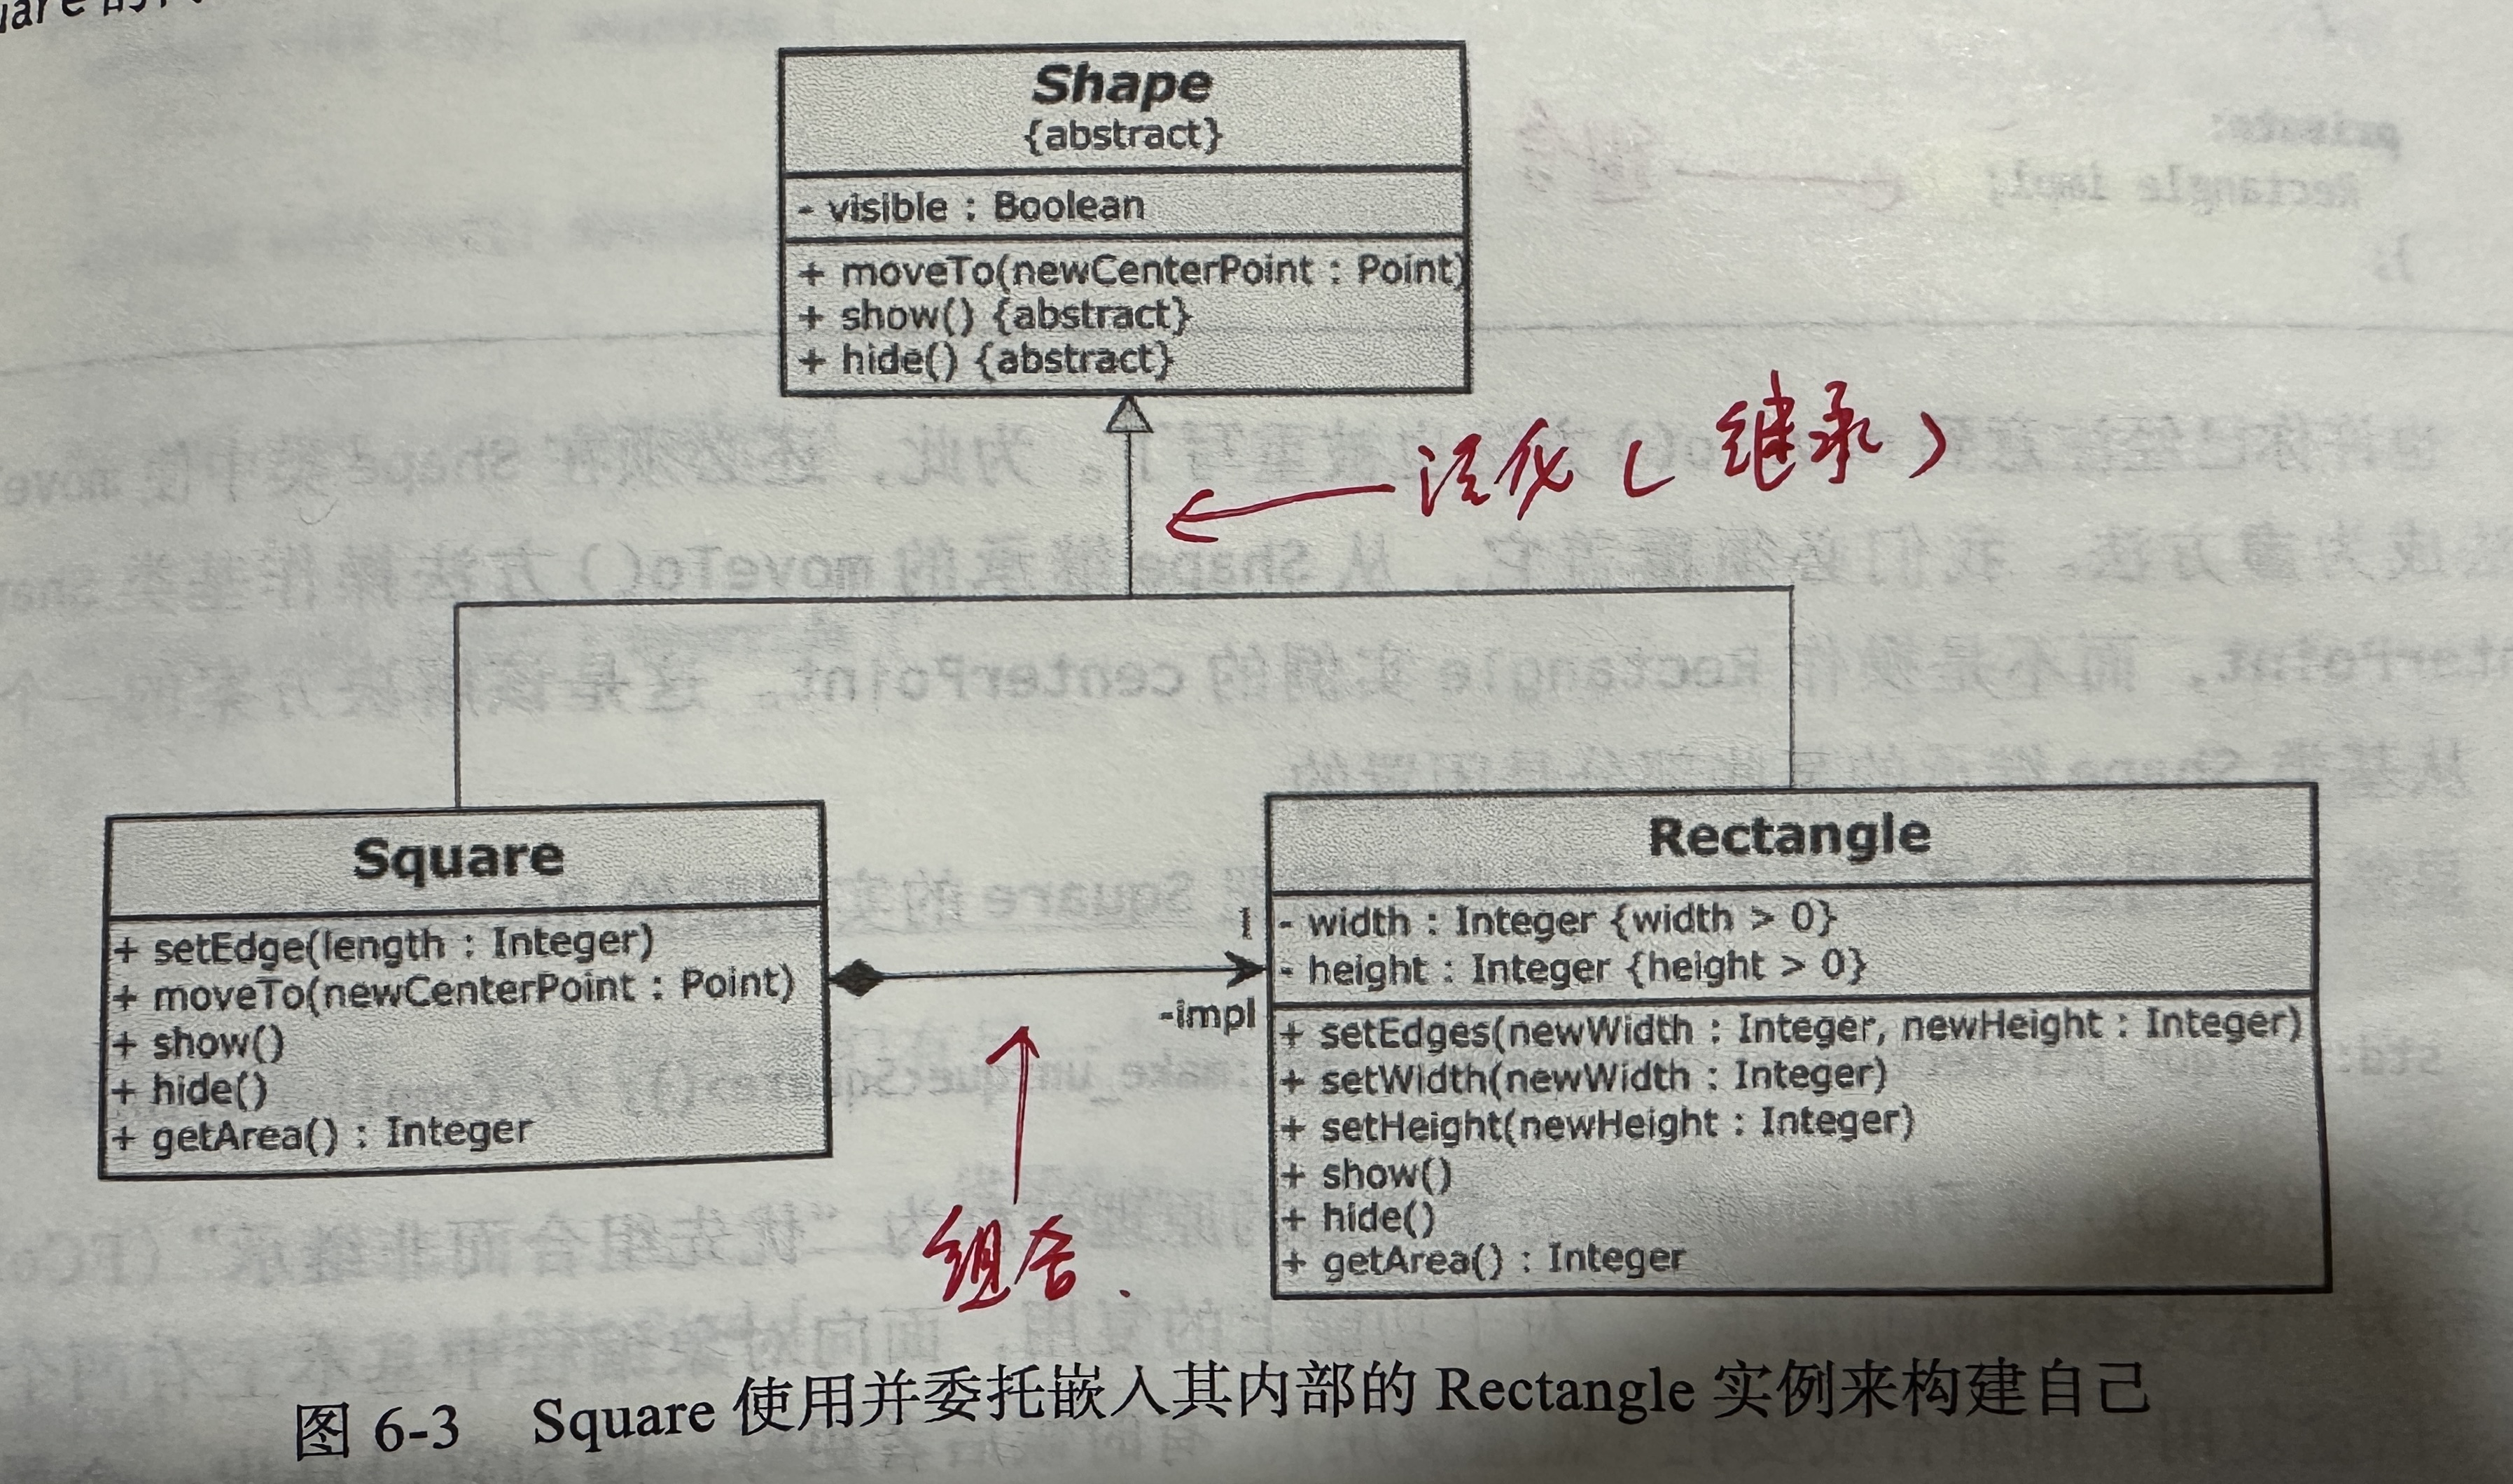 Shape
{abstract}
- visible : Boolean
+ moveTo(newCenterPoint : Point)
+ show() {abstract}
+ hide() {abstract}
泛化(继承)
Square
+ setEdge(length : Integer)
+ moveTo(newCenterPoint : Point)
+ show()
+ hide()
+ getArea() : Integer
1
-impl
组合.
Rectangle
- width : Integer {width > 0}
- height : Integer {height > 0}
+ setEdges(newWidth : Integer, newHeight : Integer)
+ setWidth(newWidth : Integer)
+ setHeight(newHeight : Integer)
+ show()
+ hide()
+ getArea() : Integer
图 6-3 Square 使用并委托嵌入其内部的 Rectangle 实例来构建自己